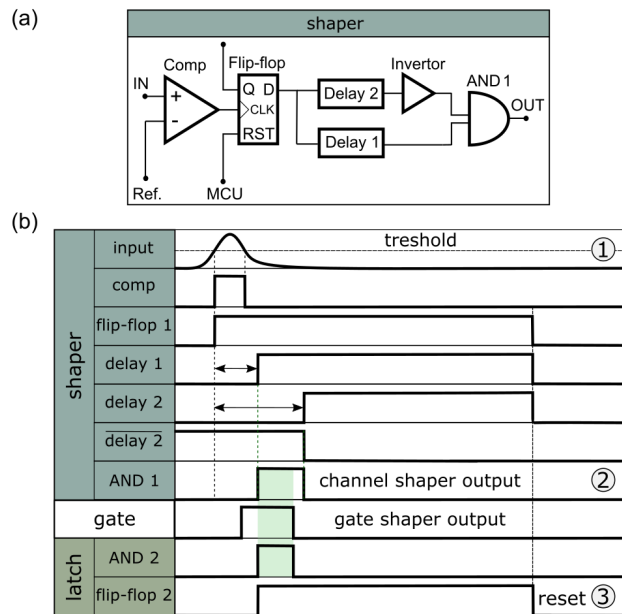 (a)
shaper
Comp
Flip-flop
Invertor
AND 1
IN
+
-
Q D
CLK
RST
Delay 2
Delay 1
OUT
Ref.
MCU
(b)
shaper
input
treshold
1
comp
flip-flop 1
delay 1
delay 2
delay 2
AND 1
channel shaper output
2
gate
gate shaper output
latch
AND 2
flip-flop 2
reset
3